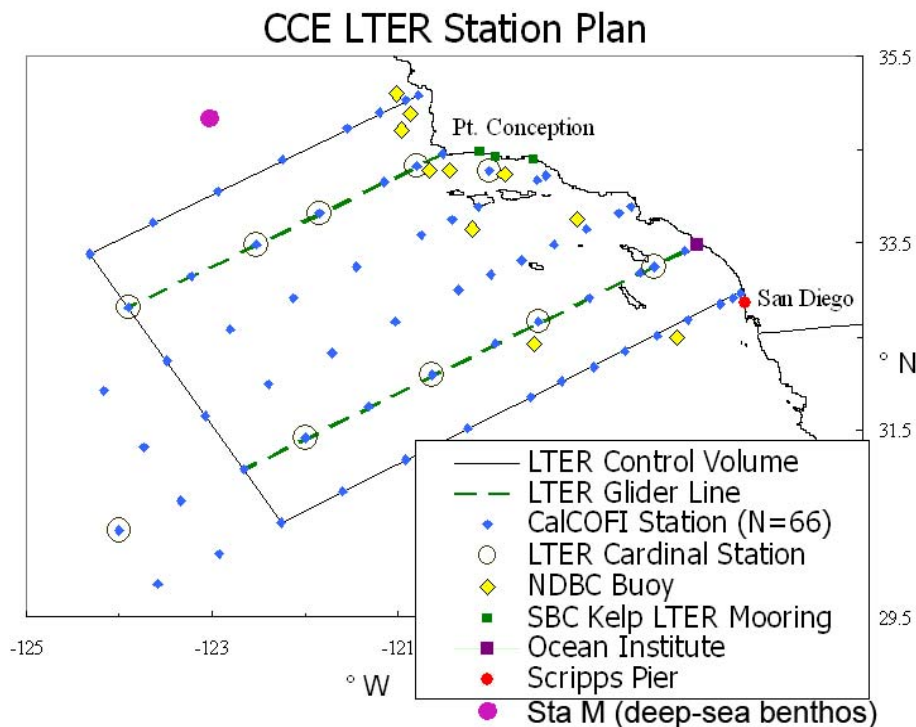 CCE LTER Station Plan
35.5
Pt. Conception
33.5
San Diego
° N
31.5
LTER Control Volume
LTER Glider Line
CalCOFI Station (N=66)
LTER Cardinal Station
NDBC Buoy
SBC Kelp LTER Mooring
29.5
Ocean Institute
-125
-123
-121
° W
Scripps Pier
Sta M (deep-sea benthos)